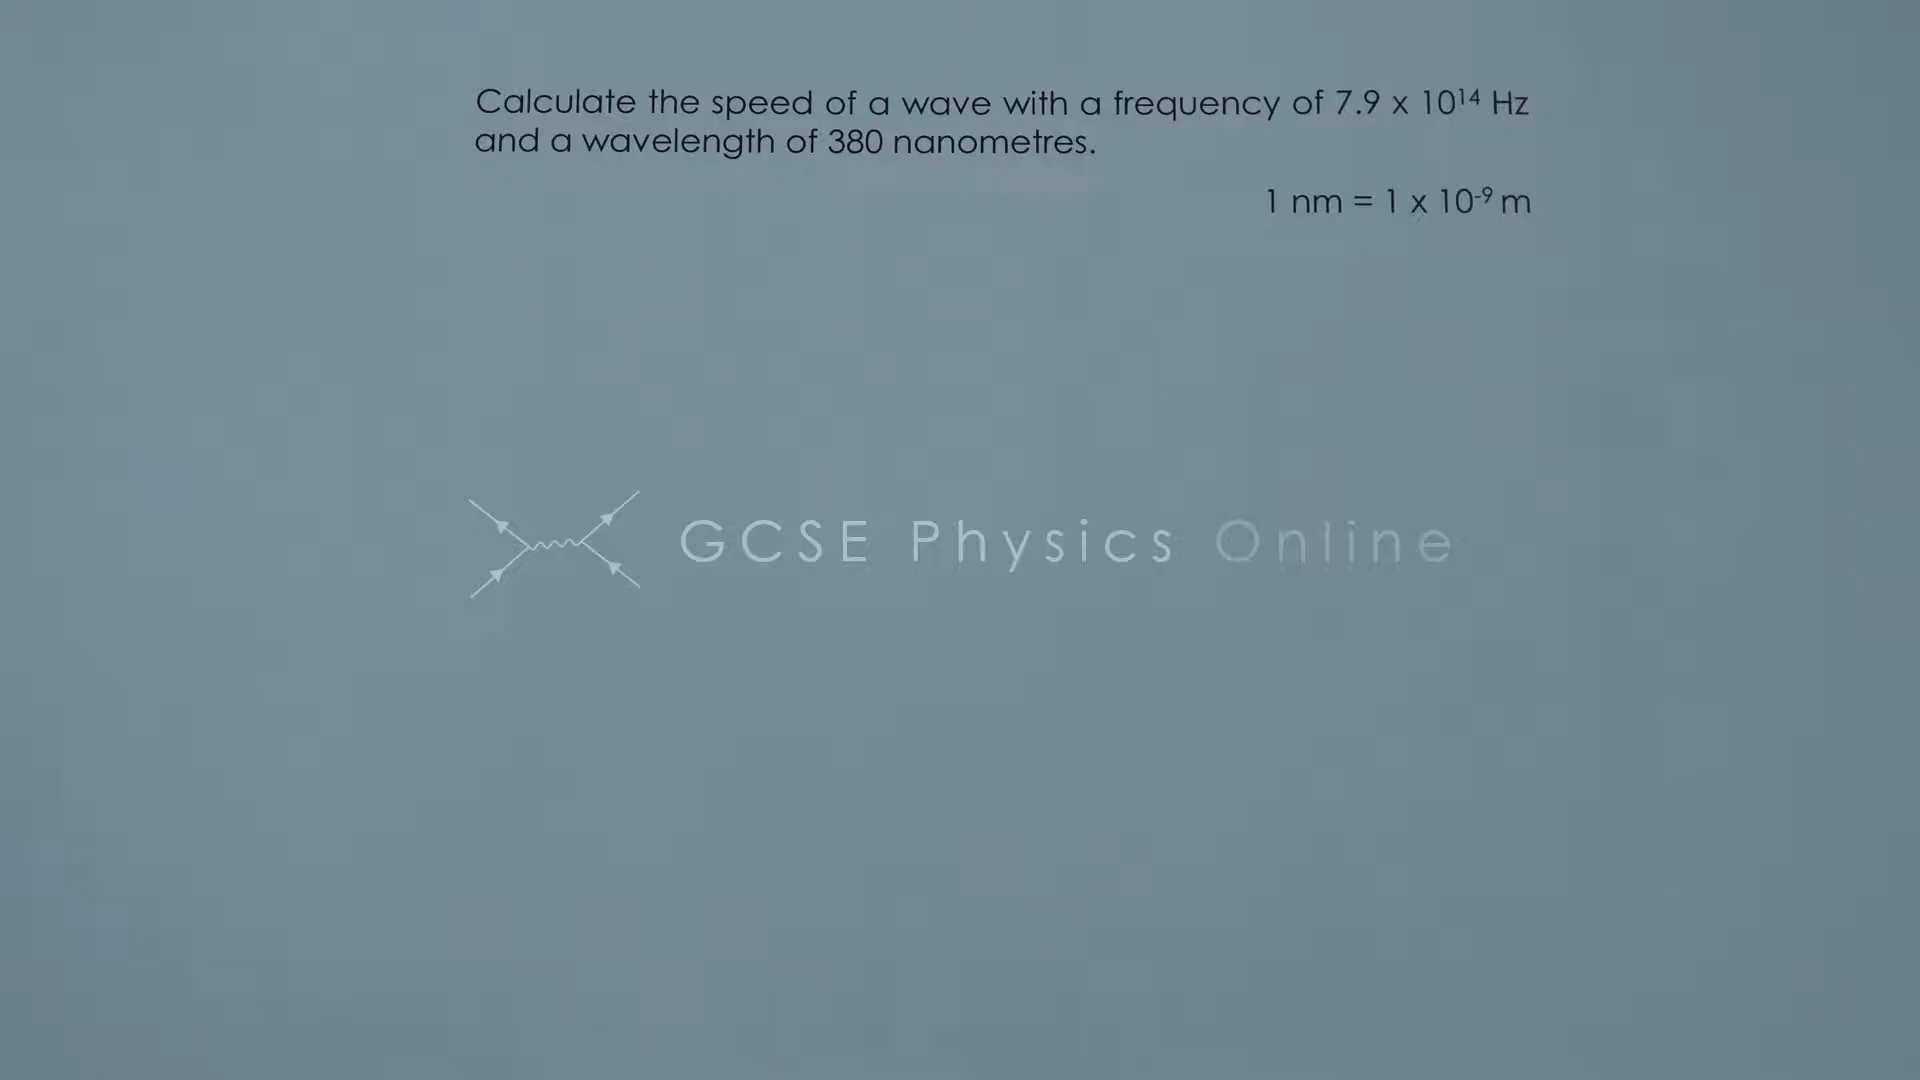 Calculate the speed of a wave with a frequency of 7.9 x 10¹⁴ Hz
and a wavelength of 380 nanometres.
1 nm = 1 x 10⁻⁹ m
GCSE Physics Online